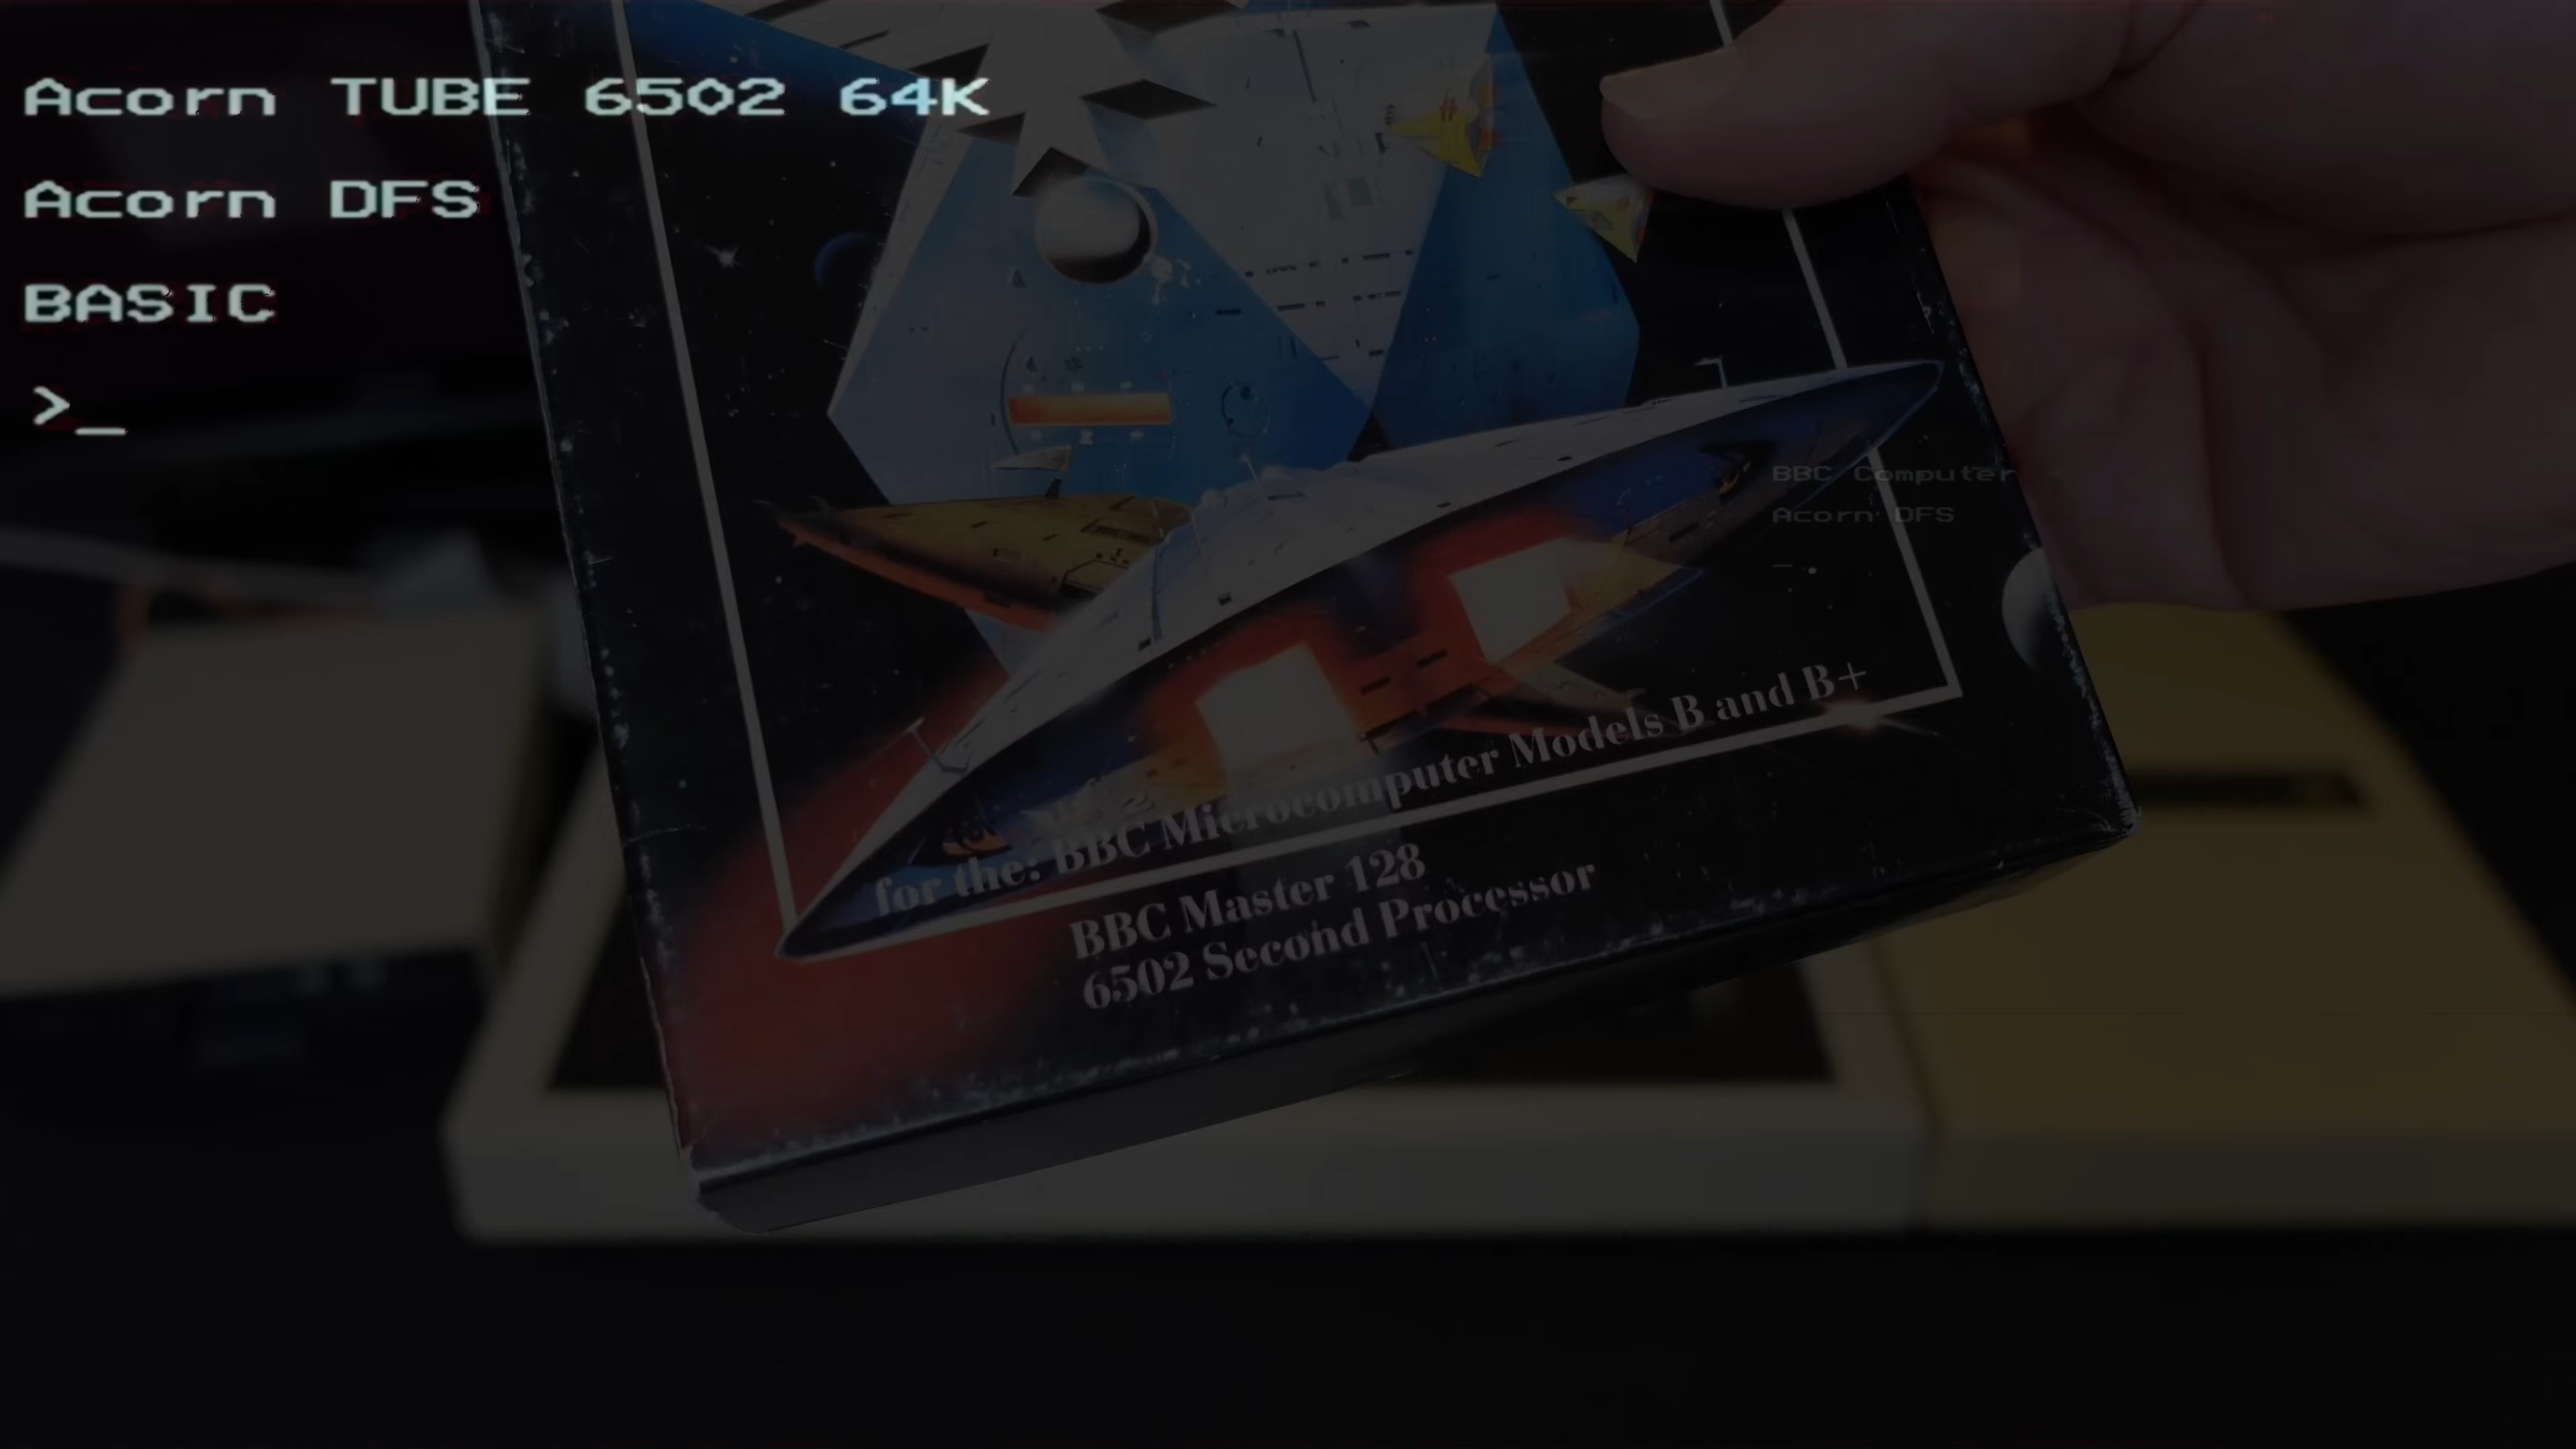 Acorn TUBE 6502 64K
Acorn DFS
BASIC
>_
BBC Computer
Acorn DFS
for the: BBC Microcomputer Models B and B+
BBC Master 128
6502 Second Processor